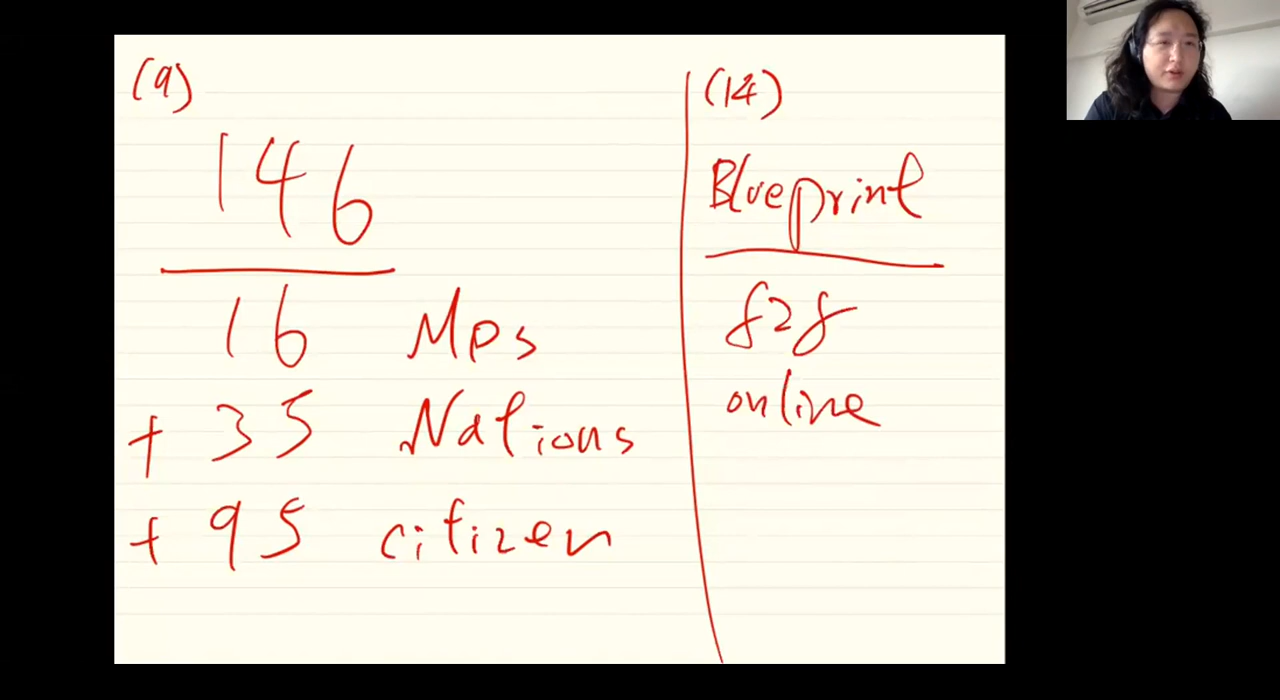 (9)
146
16 MPs
+ 35 Nations
+ 95 citizen
(14)
Blueprint
f2f
online